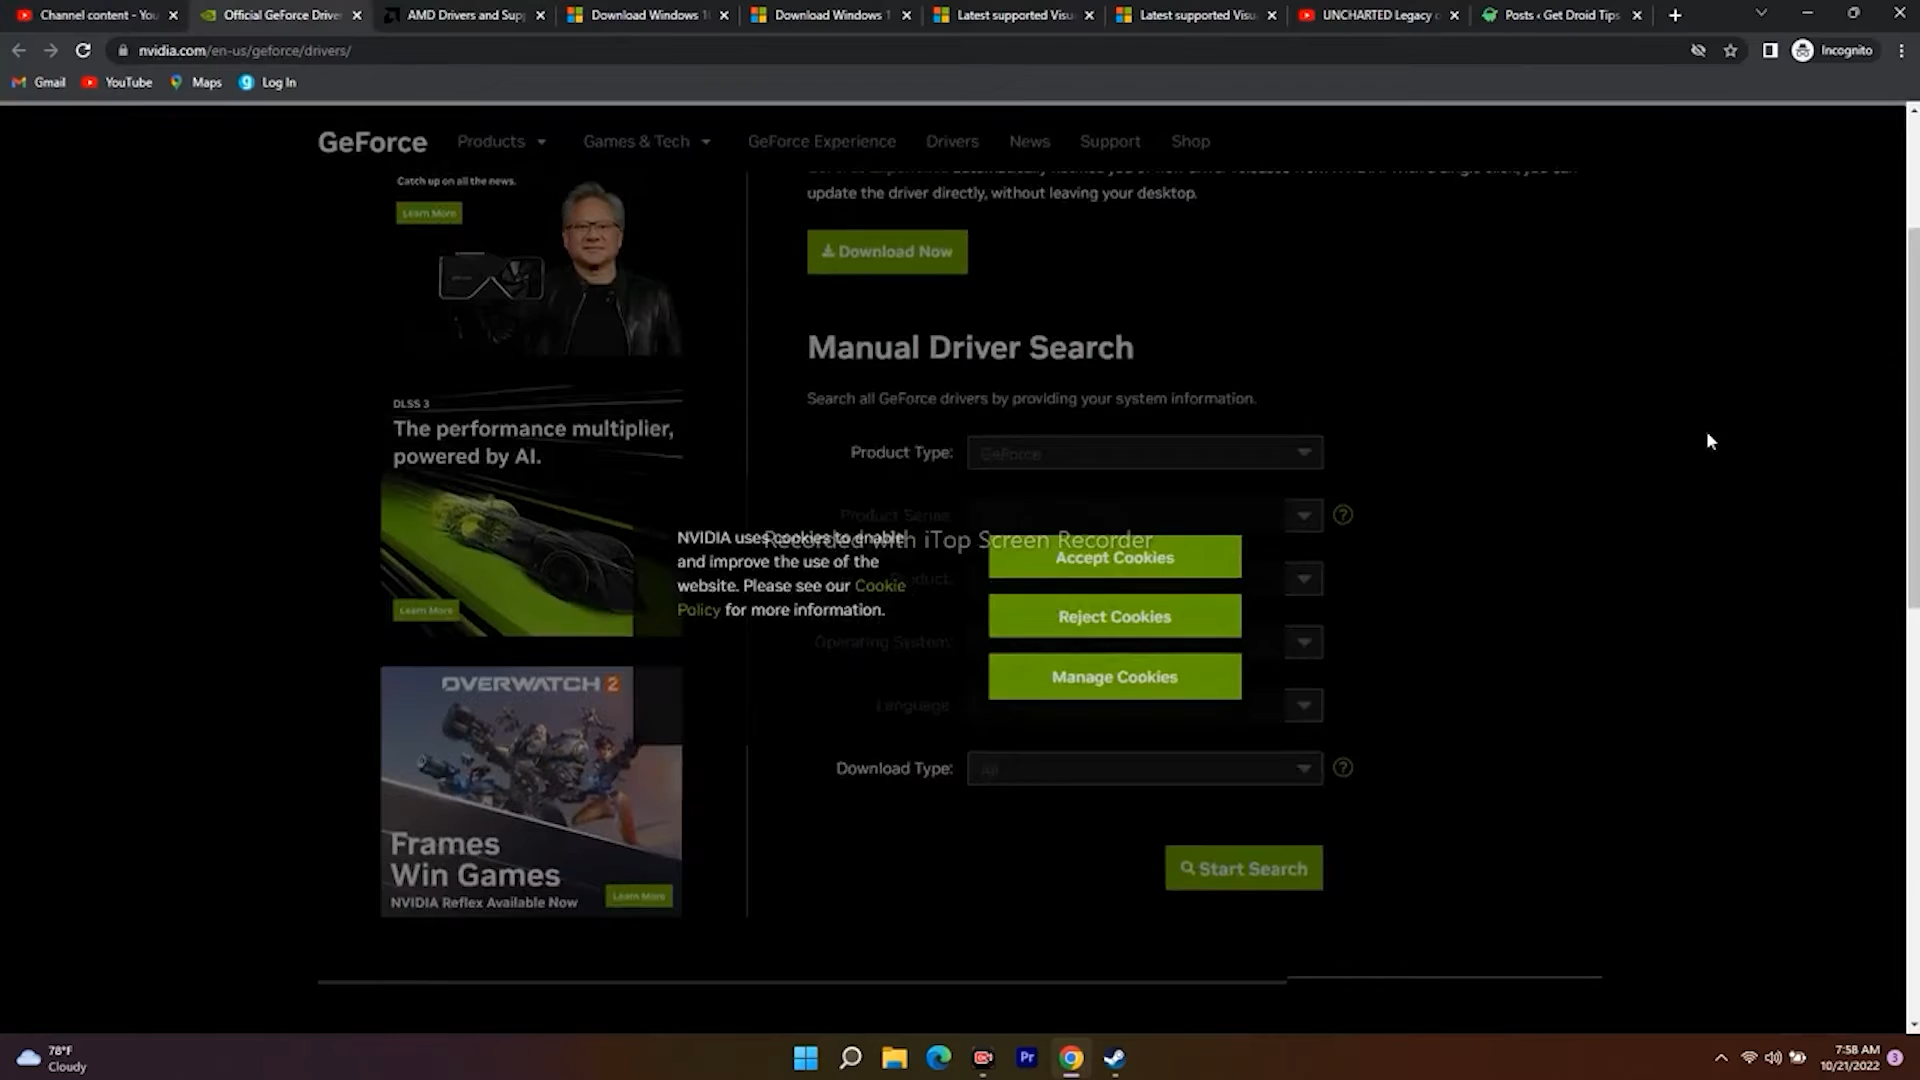 Channel content - You
Official GeForce Drive
AMD Drivers and Sup
Download Windows 1
Download Windows 1
Latest supported Visu
Latest supported Visu
UNCHARTED Legacy o
Posts ‹ Get Droid Tips
nvidia.com/en-us/geforce/drivers/
Incognito
Gmail
YouTube
Maps
Log In
GeForce
Products
Games & Tech
GeForce Experience
Drivers
News
Support
Shop
Catch up on all the news.
Learn More
update the driver directly, without leaving your desktop.
Download Now
Manual Driver Search
Search all GeForce drivers by providing your system information.
Product Type:
GeForce
DLSS 3
The performance multiplier,
powered by AI.
Learn More
Product Series:
NVIDIA uses cookies to enable
and improve the use of the
website. Please see our Cookie
Policy for more information.
Recorded with iTop Screen Recorder
Accept Cookies
Reject Cookies
Manage Cookies
Product:
Operating System:
Language:
Download Type:
All
Start Search
OVERWATCH 2
Frames
Win Games
NVIDIA Reflex Available Now
Learn More
78°F
Cloudy
Pr
7:58 AM
10/21/2022
3